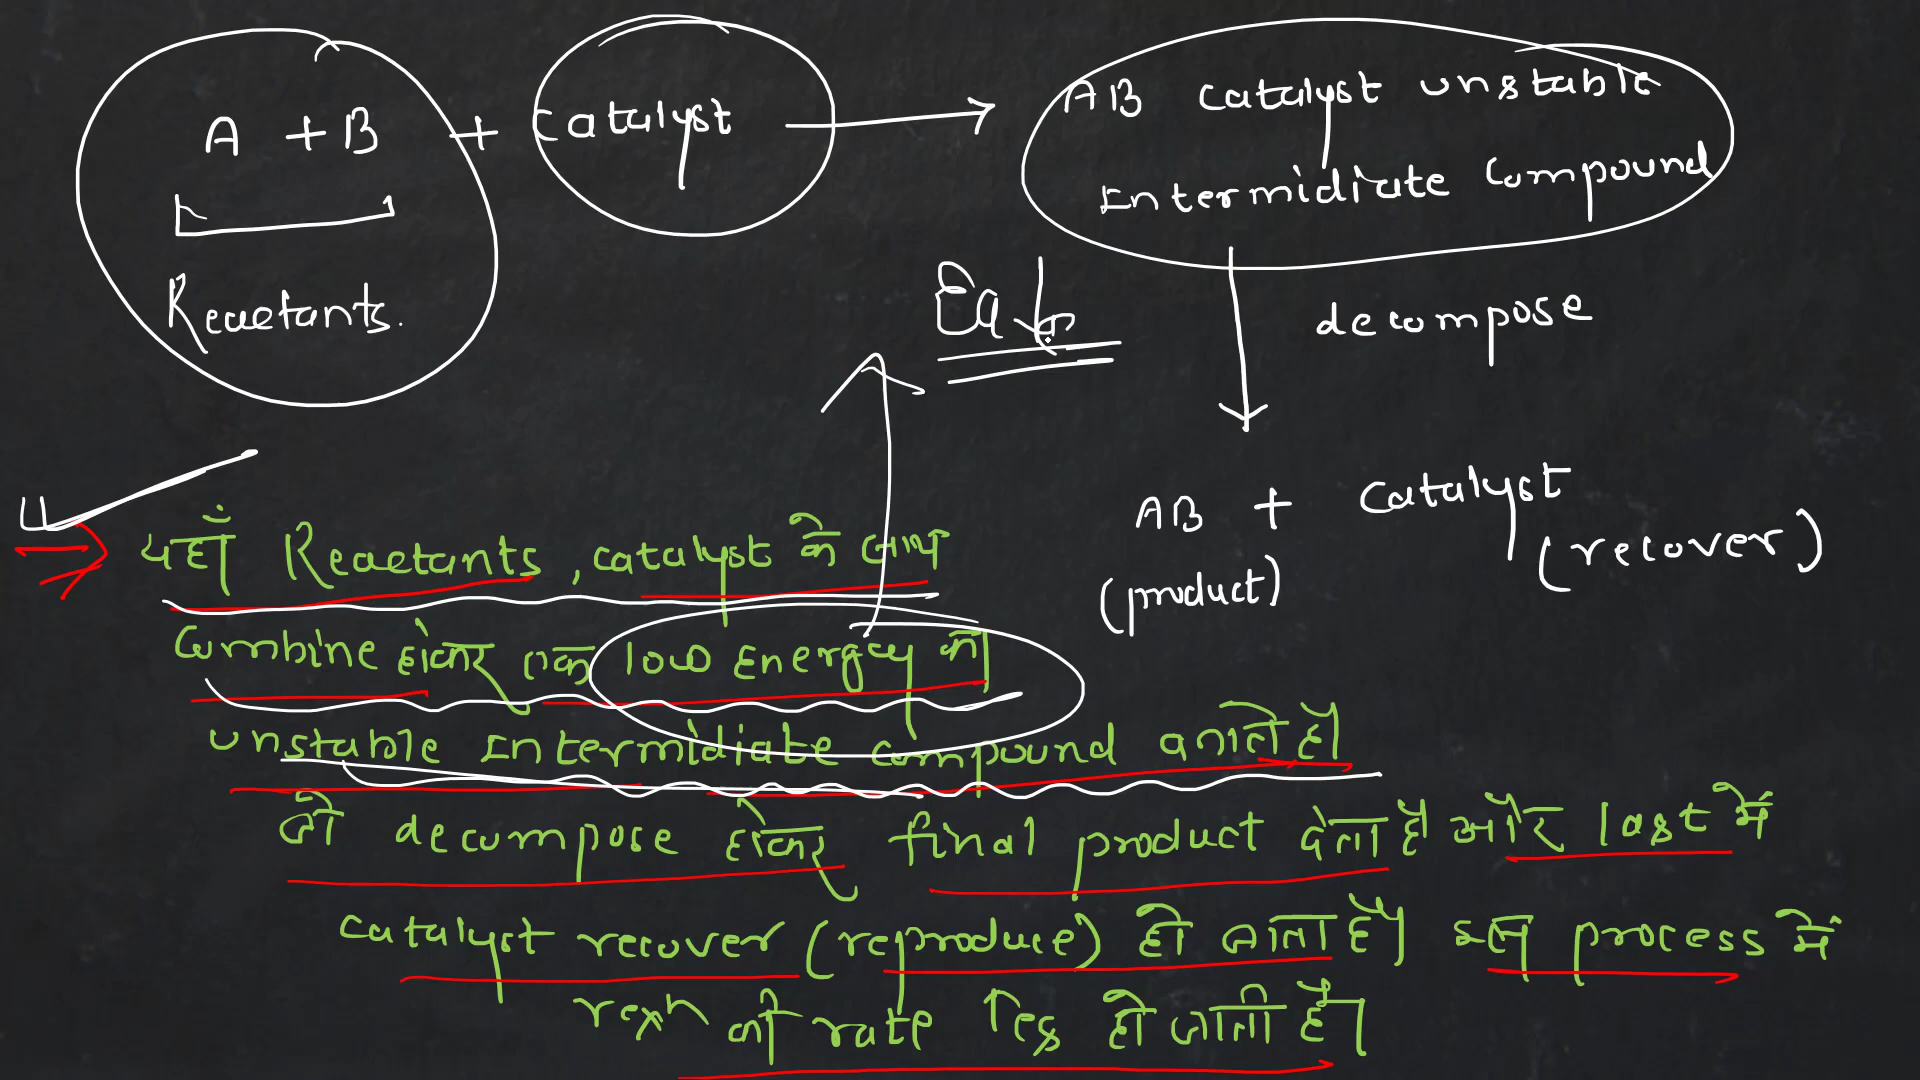 A + B + catalyst → AB catalyst unstable
Intermidiate compound
Reactants.
Ea ↓
decompose
AB + catalyst
(product) (recover)
यहाँ Reactants, catalyst के साथ
combine होकर एक low energy का
unstable Intermidiate compound बनाते है।
जो decompose होकर final product देता है और last में
catalyst recover (reproduce) हो जाता है। इस process में
rexn की rate ↑es हो जाती है।